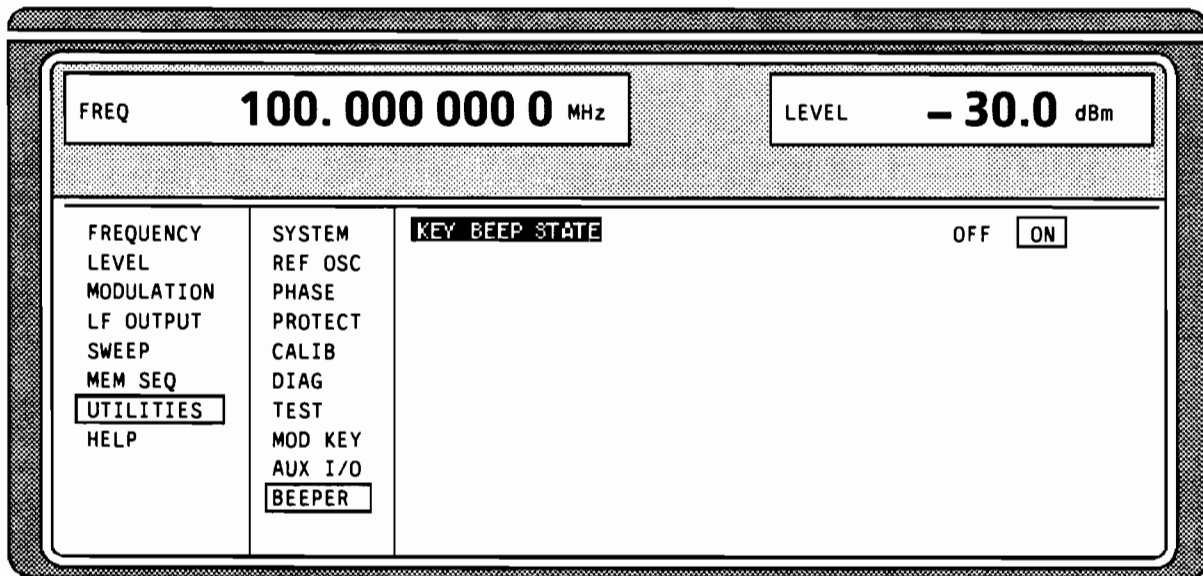 FREQ 100. 000 000 0 MHz
LEVEL – 30.0 dBm
FREQUENCY
LEVEL
MODULATION
LF OUTPUT
SWEEP
MEM SEQ
UTILITIES
HELP
SYSTEM
REF OSC
PHASE
PROTECT
CALIB
DIAG
TEST
MOD KEY
AUX I/O
BEEPER
KEY BEEP STATE
OFF ON